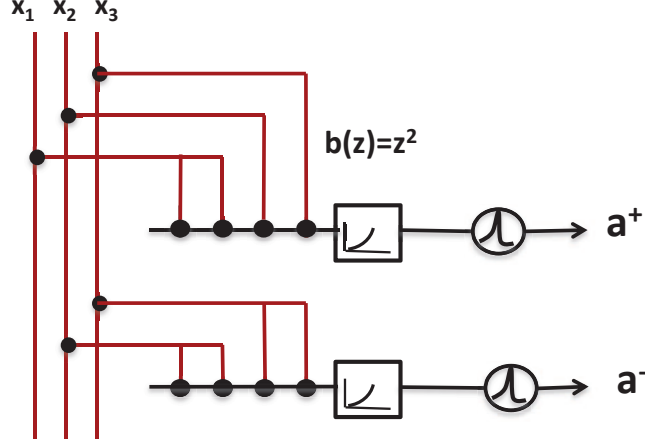 x₁ x₂ x₃
b(z)=z²
a⁺
a⁻